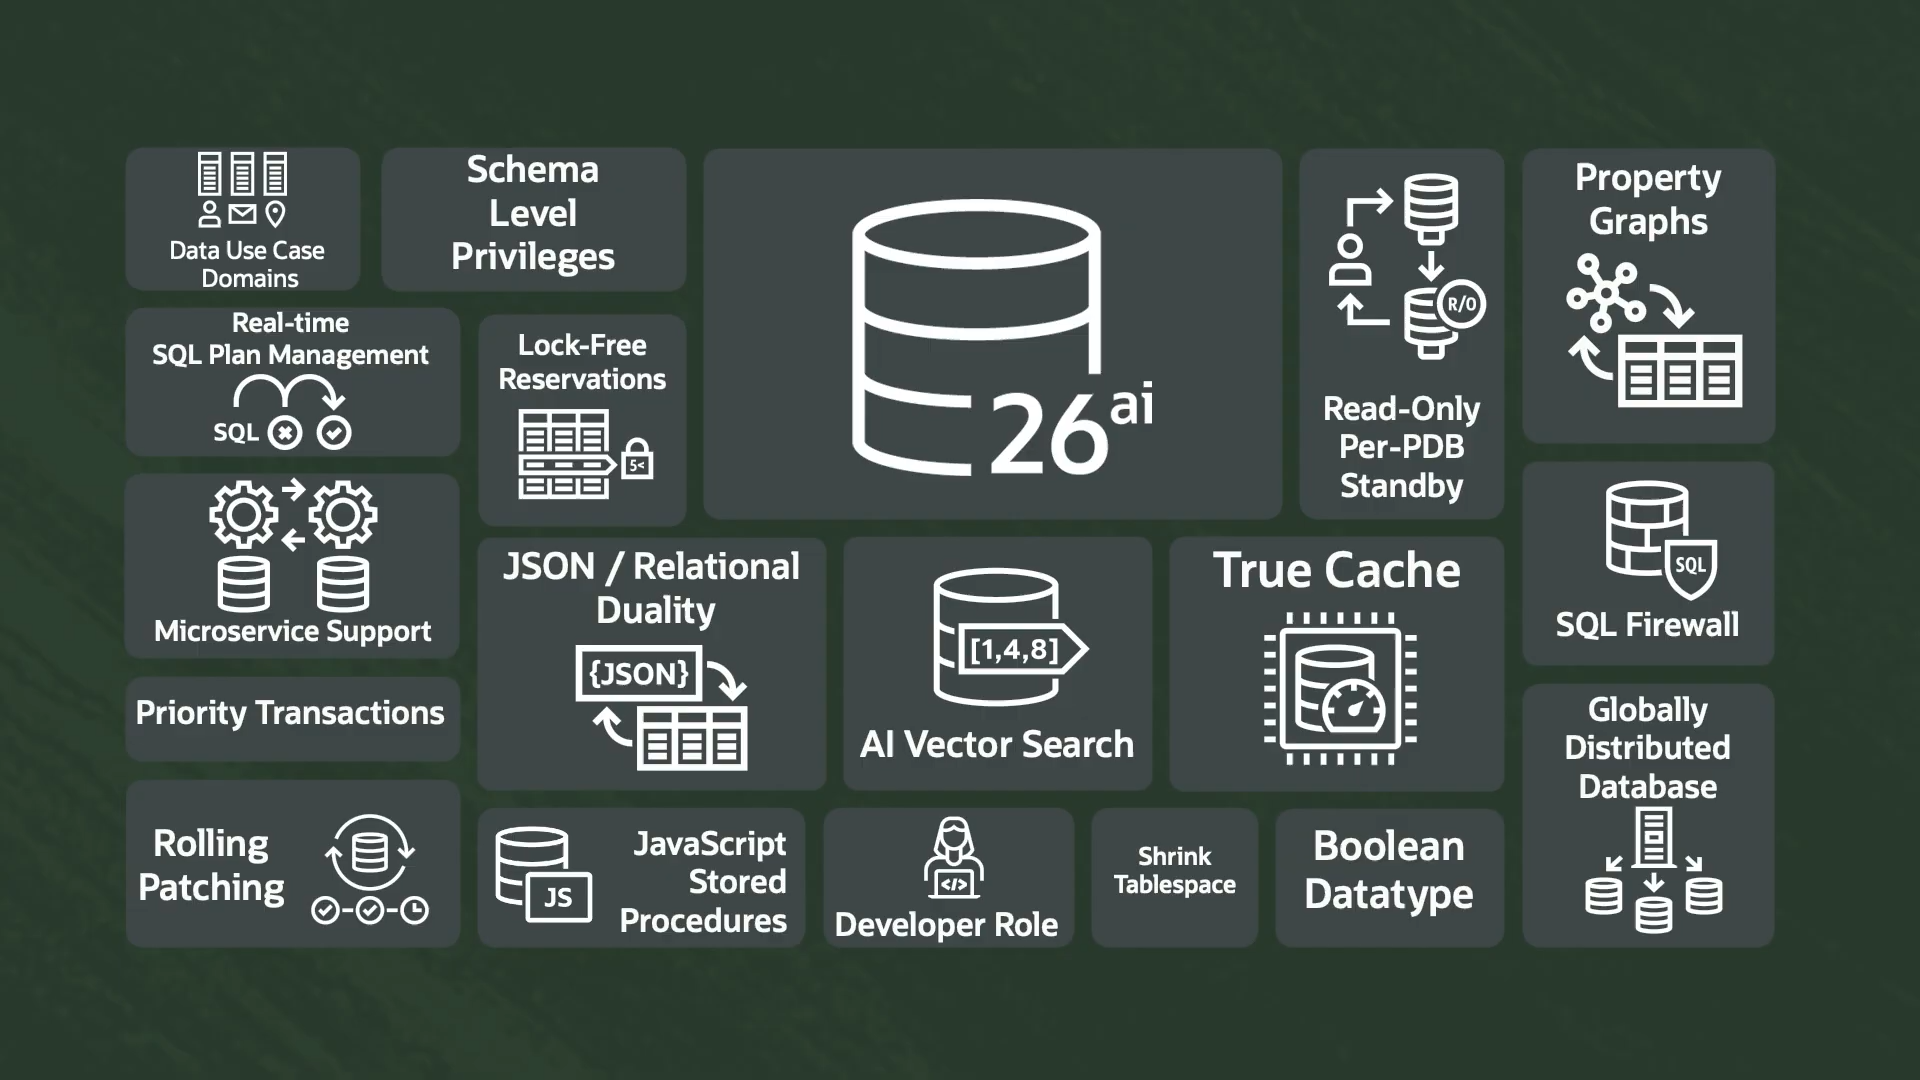 Data Use Case
Domains
Schema
Level
Privileges
26ai
R/O
Read-Only
Per-PDB
Standby
Property
Graphs
Real-time
SQL Plan Management
SQL
Lock-Free
Reservations
5<
Microservice Support
JSON / Relational
Duality
{JSON}
[1,4,8]
AI Vector Search
True Cache
SQL
SQL Firewall
Priority Transactions
Globally
Distributed
Database
Rolling
Patching
JS
JavaScript
Stored
Procedures
</>
Developer Role
Shrink
Tablespace
Boolean
Datatype